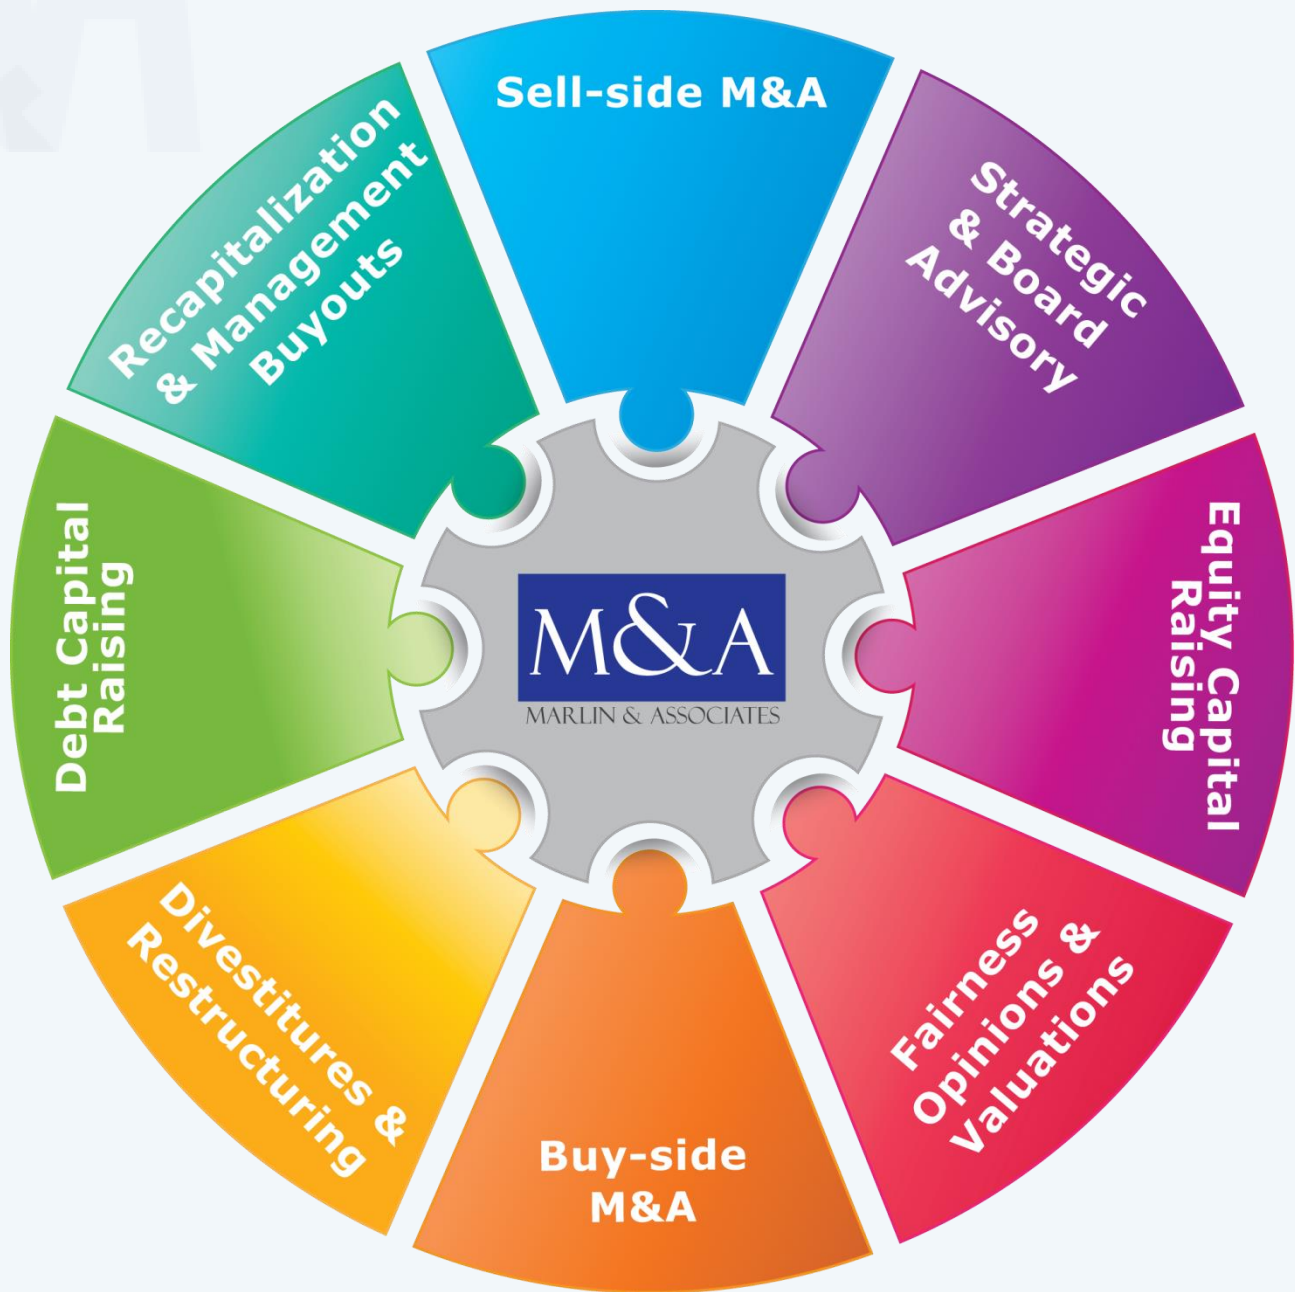 Sell-side M&A
Strategic
& Board
Advisory
Equity Capital
Raising
Fairness
Opinions &
Valuations
Buy-side
M&A
Divestitures &
Restructuring
Debt Capital
Raising
Recapitalization
& Management
Buyouts
M&A
MARLIN & ASSOCIATES